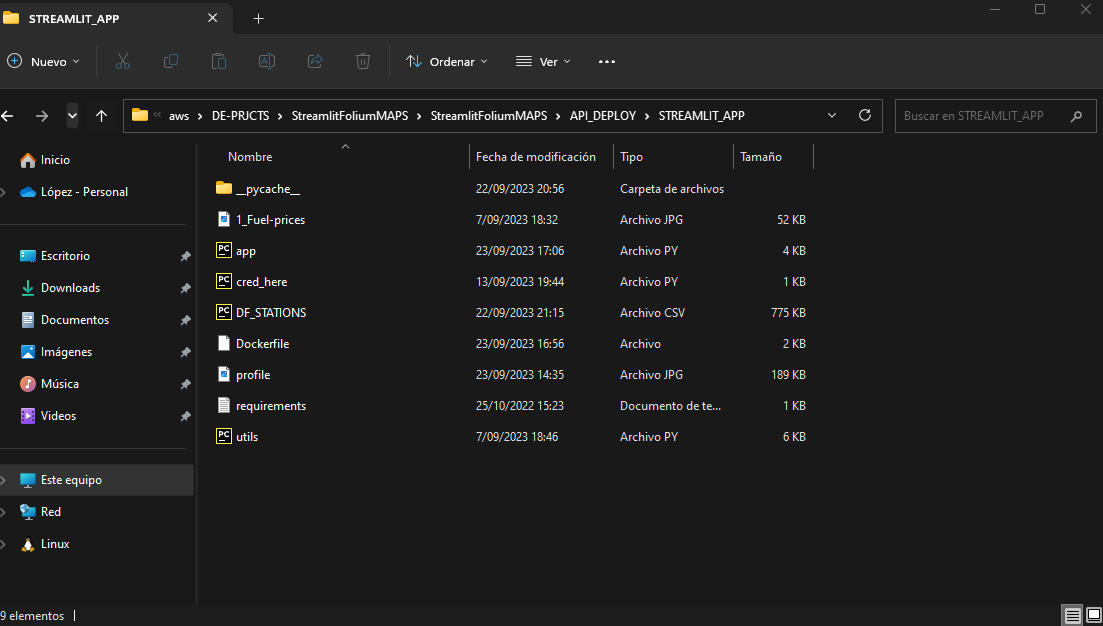 STREAMLIT_APP
Nuevo
Ordenar
Ver
aws > DE-PRJCTS > StreamlitFoliumMAPS > StreamlitFoliumMAPS > API_DEPLOY > STREAMLIT_APP
Buscar en STREAMLIT_APP
Inicio
López - Personal
Escritorio
Downloads
Documentos
Imágenes
Música
Videos
Este equipo
Red
Linux
Nombre Fecha de modificación Tipo Tamaño
__pycache__ 22/09/2023 20:56 Carpeta de archivos
1_Fuel-prices 7/09/2023 18:32 Archivo JPG 52 KB
PC app 23/09/2023 17:06 Archivo PY 4 KB
PC cred_here 13/09/2023 19:44 Archivo PY 1 KB
PC DF_STATIONS 22/09/2023 21:15 Archivo CSV 775 KB
Dockerfile 23/09/2023 16:56 Archivo 2 KB
profile 23/09/2023 14:35 Archivo JPG 189 KB
requirements 25/10/2022 15:23 Documento de te... 1 KB
PC utils 7/09/2023 18:46 Archivo PY 6 KB
9 elementos